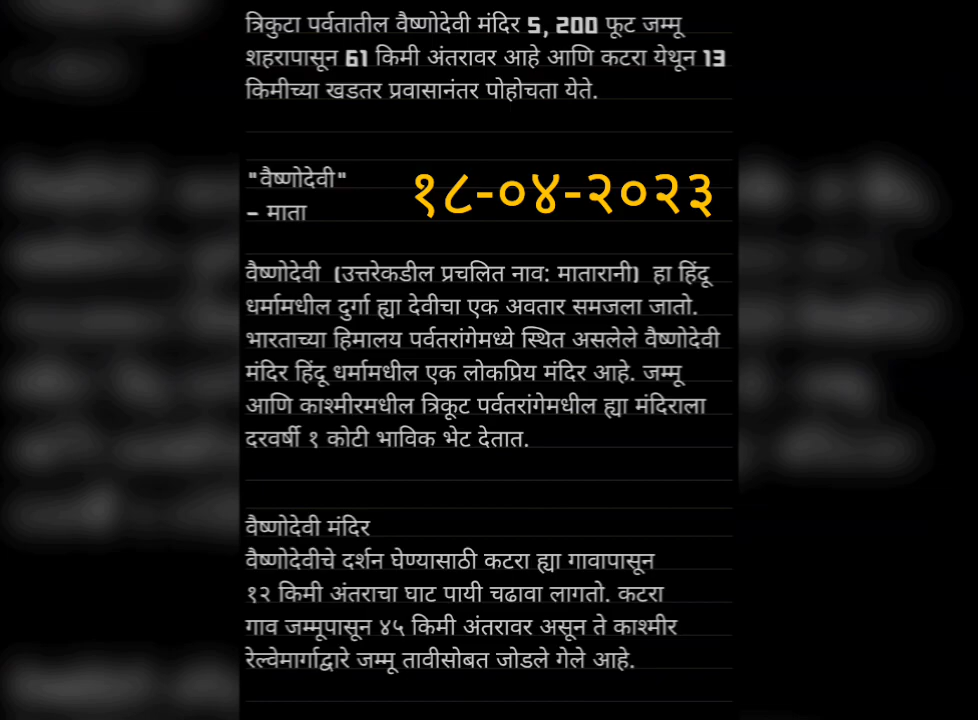 त्रिकुटा पर्वतातील वैष्णोदेवी मंदिर 5, 200 फूट जम्मू
शहरापासून 61 किमी अंतरावर आहे आणि कटरा येथून 13
किमीच्या खडतर प्रवासानंतर पोहोचता येते.
"वैष्णोदेवी"
- माता
१८-०४-२०२३
वैष्णोदेवी (उत्तरेकडील प्रचलित नाव: मातारानी) हा हिंदू
धर्मामधील दुर्गा ह्या देवीचा एक अवतार समजला जातो.
भारताच्या हिमालय पर्वतरांगेमध्ये स्थित असलेले वैष्णोदेवी
मंदिर हिंदू धर्मामधील एक लोकप्रिय मंदिर आहे. जम्मू
आणि काश्मीरमधील त्रिकूट पर्वतरांगेमधील ह्या मंदिराला
दरवर्षी १ कोटी भाविक भेट देतात.
वैष्णोदेवी मंदिर
वैष्णोदेवीचे दर्शन घेण्यासाठी कटरा ह्या गावापासून
१२ किमी अंतराचा घाट पायी चढावा लागतो. कटरा
गाव जम्मूपासून ४५ किमी अंतरावर असून ते काश्मीर
रेल्वेमार्गाद्वारे जम्मू तावीसोबत जोडले गेले आहे.